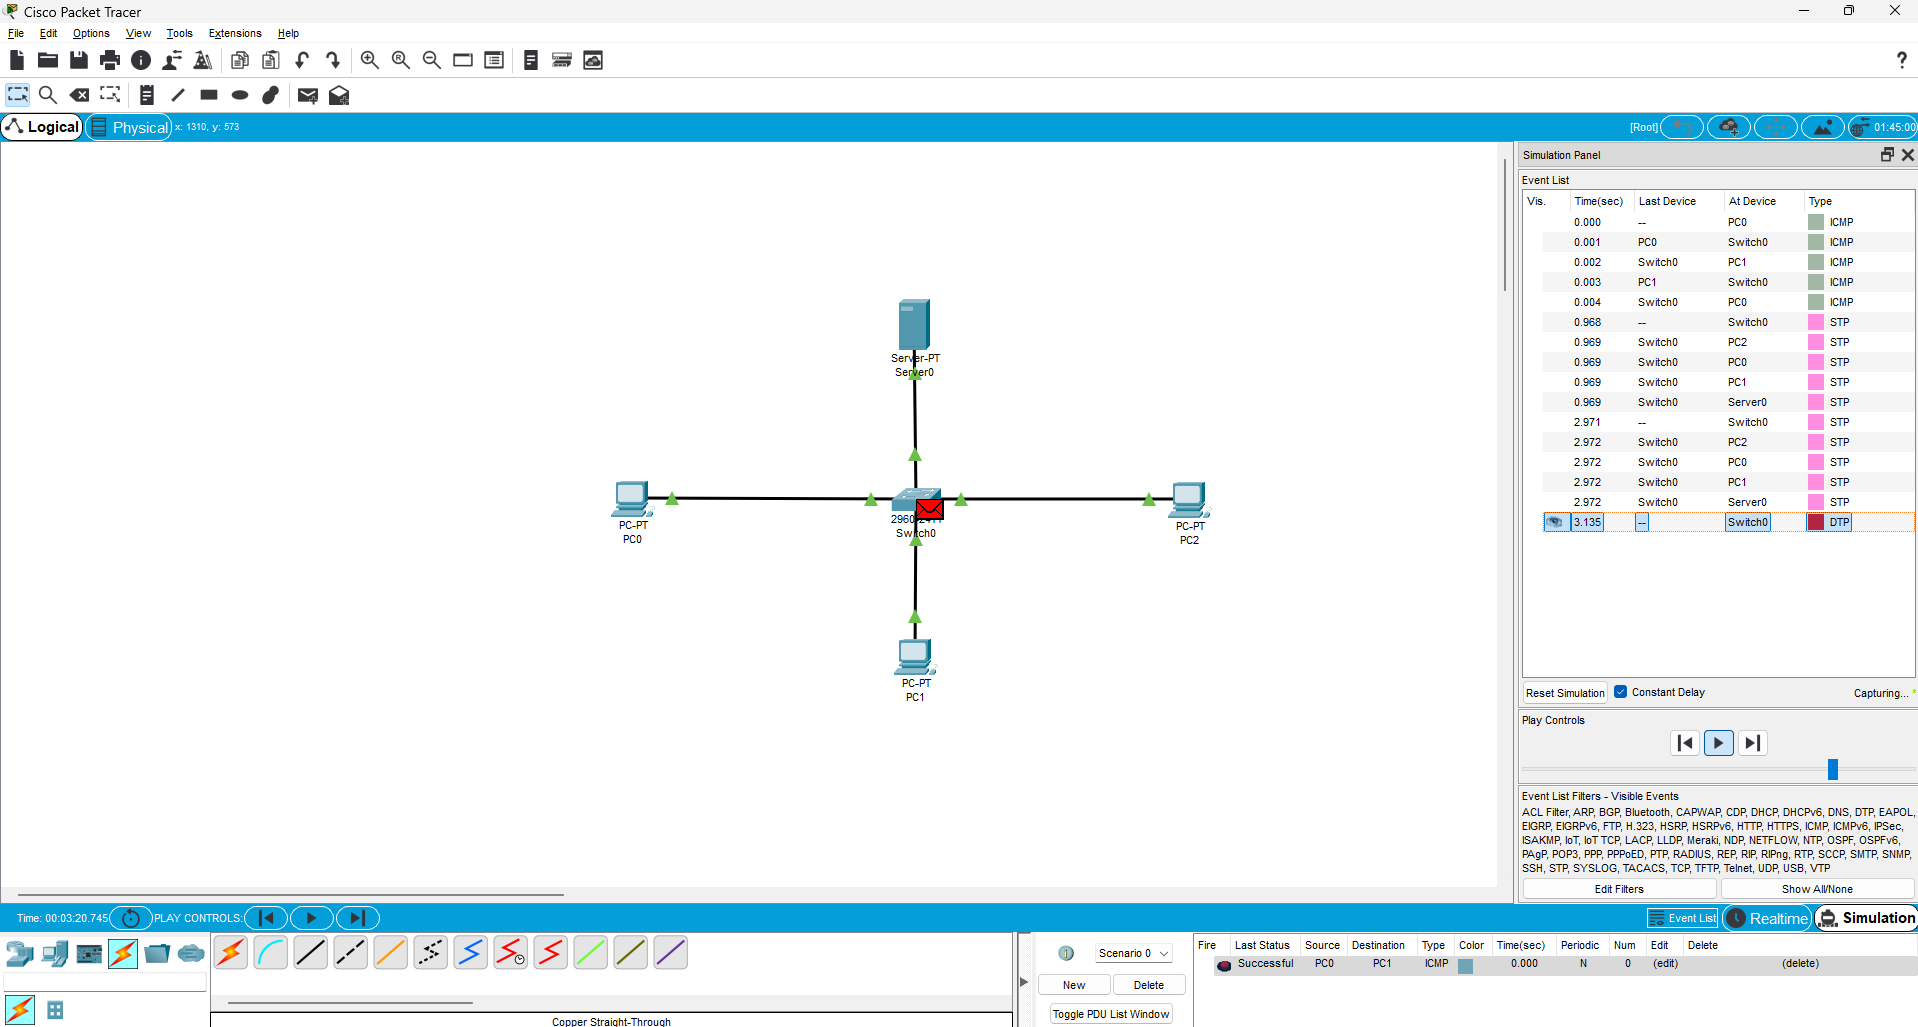 Cisco Packet Tracer
File Edit Options View Tools Extensions Help
?
Logical Physical x: 1310, y: 573 [Root] 01:45:00
Simulation Panel
Event List
Vis. Time(sec) Last Device At Device Type
0.000 -- PC0 ICMP
0.001 PC0 Switch0 ICMP
0.002 Switch0 PC1 ICMP
0.003 PC1 Switch0 ICMP
0.004 Switch0 PC0 ICMP
0.968 -- Switch0 STP
0.969 Switch0 PC2 STP
0.969 Switch0 PC0 STP
0.969 Switch0 PC1 STP
0.969 Switch0 Server0 STP
2.971 -- Switch0 STP
2.972 Switch0 PC2 STP
2.972 Switch0 PC0 STP
2.972 Switch0 PC1 STP
2.972 Switch0 Server0 STP
3.135 -- Switch0 DTP
Server-PT
Server0
PC-PT
PC0
Switch0
PC-PT
PC2
PC-PT
PC1
Reset Simulation Constant Delay Capturing...
Play Controls
Event List Filters - Visible Events
ACL Filter, ARP, BGP, Bluetooth, CAPWAP, CDP, DHCP, DHCPv6, DNS, DTP, EAPOL,
EIGRP, EIGRPv6, FTP, H.323, HSRP, HSRPv6, HTTP, HTTPS, ICMP, ICMPv6, IPSec,
ISAKMP, IoT, IoT TCP, LACP, LLDP, Meraki, NDP, NETFLOW, NTP, OSPF, OSPFv6,
PAgP, POP3, PPP, PPPoED, PTP, RADIUS, REP, RIP, RIPng, RTP, SCCP, SMTP, SNMP,
SSH, STP, SYSLOG, TACACS, TCP, TFTP, Telnet, UDP, USB, VTP
Edit Filters Show All/None
Time: 00:03:20.745 PLAY CONTROLS: Event List Realtime Simulation
Scenario 0
New Delete
Toggle PDU List Window
Fire Last Status Source Destination Type Color Time(sec) Periodic Num Edit Delete
Successful PC0 PC1 ICMP 0.000 N 0 (edit) (delete)
Copper Straight-Through